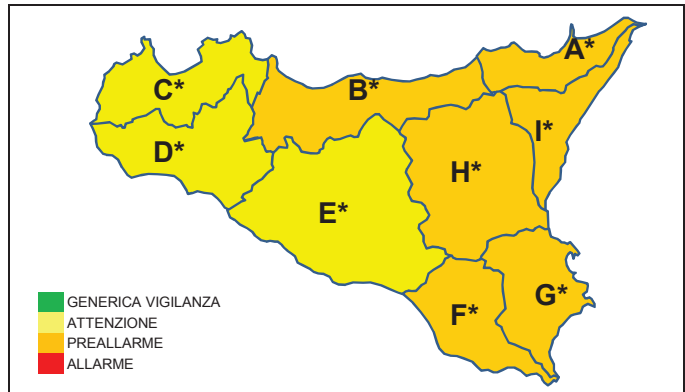 A*
C*
B*
I*
D*
H*
E*
G*
F*
GENERICA VIGILANZA
ATTENZIONE
PREALLARME
ALLARME